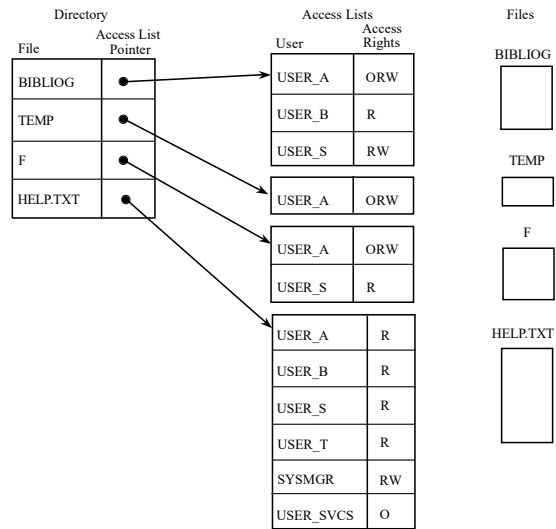 Directory
File
Access List
Pointer
BIBLIOG
TEMP
F
HELP.TXT
Access Lists
User
Access
Rights
USER_A ORW
USER_B R
USER_S RW
USER_A ORW
USER_A ORW
USER_S R
USER_A R
USER_B R
USER_S R
USER_T R
SYSMGR RW
USER_SVCS O
Files
BIBLIOG
TEMP
F
HELP.TXT